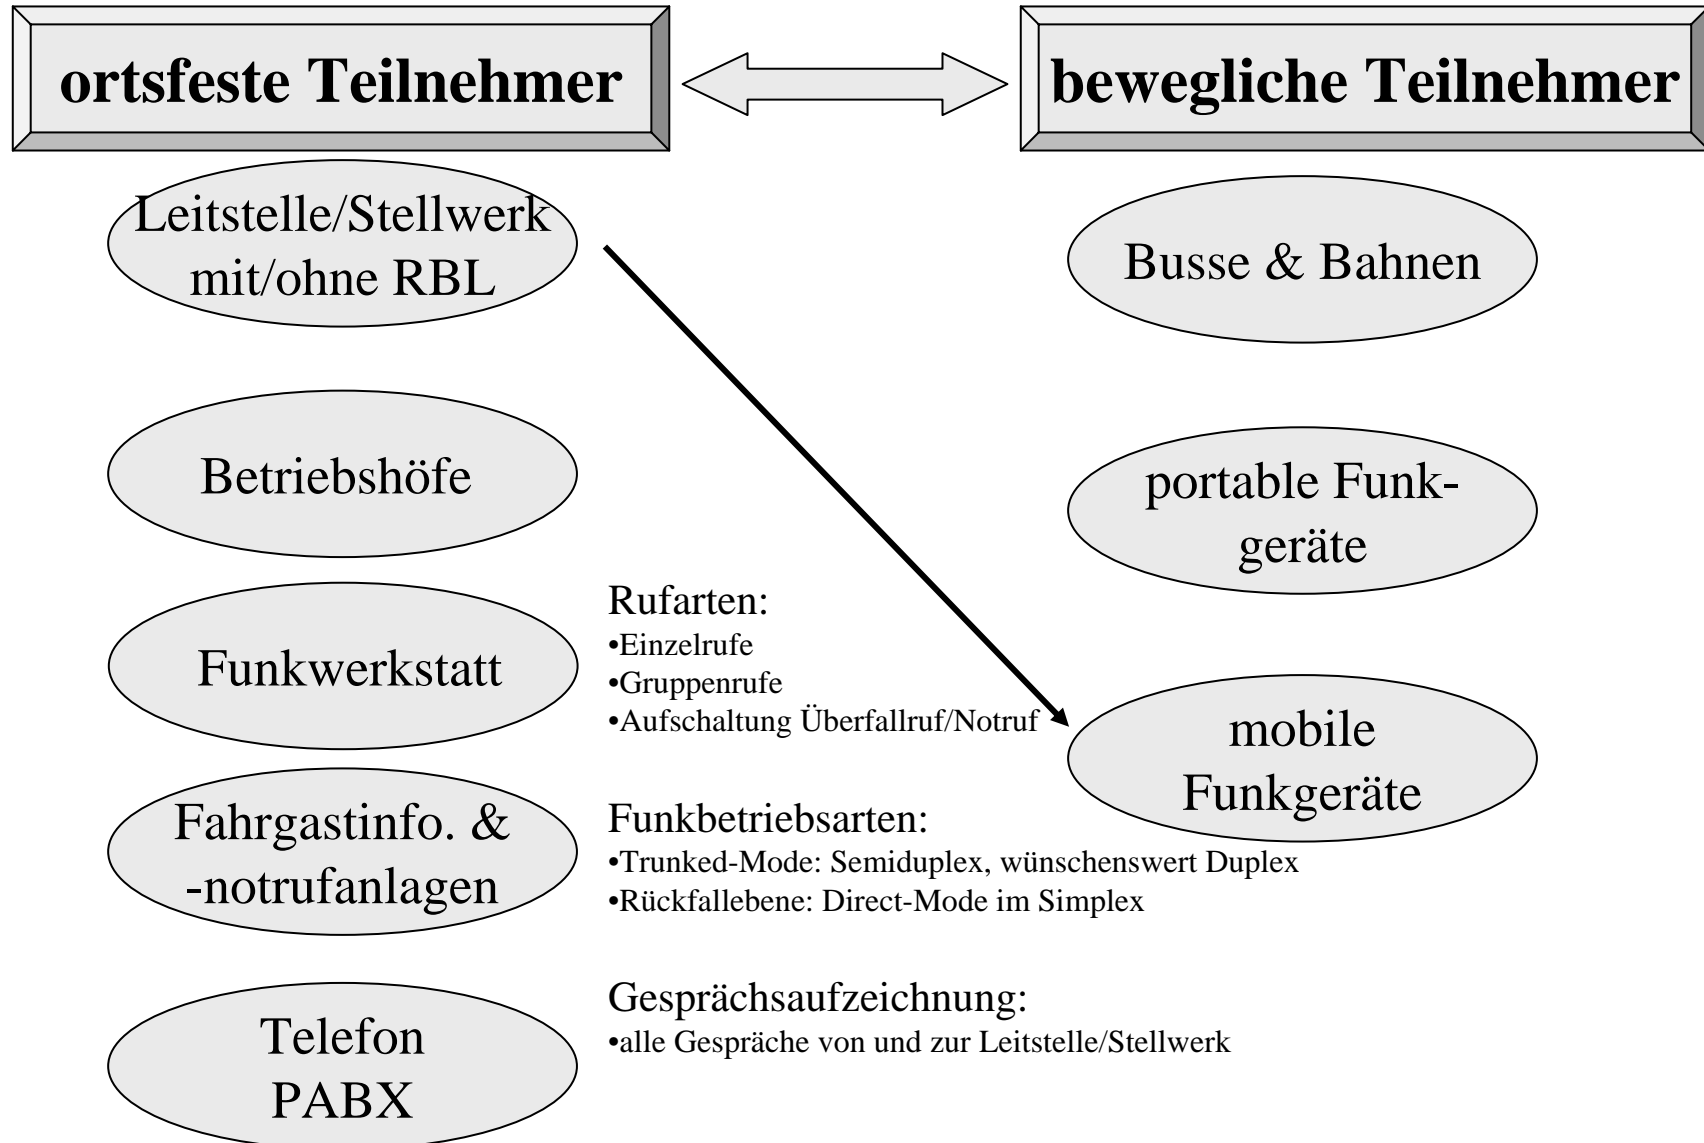 ortsfeste Teilnehmer
bewegliche Teilnehmer
Leitstelle/Stellwerk
mit/ohne RBL
Betriebshöfe
Funkwerkstatt
Fahrgastinfo. &
-notrufanlagen
Telefon
PABX
Busse & Bahnen
portable Funk-
geräte
mobile
Funkgeräte
Rufarten:
•Einzelrufe
•Gruppenrufe
•Aufschaltung Überfallruf/Notruf
Funkbetriebsarten:
•Trunked-Mode: Semiduplex, wünschenswert Duplex
•Rückfallebene: Direct-Mode im Simplex
Gesprächsaufzeichnung:
•alle Gespräche von und zur Leitstelle/Stellwerk